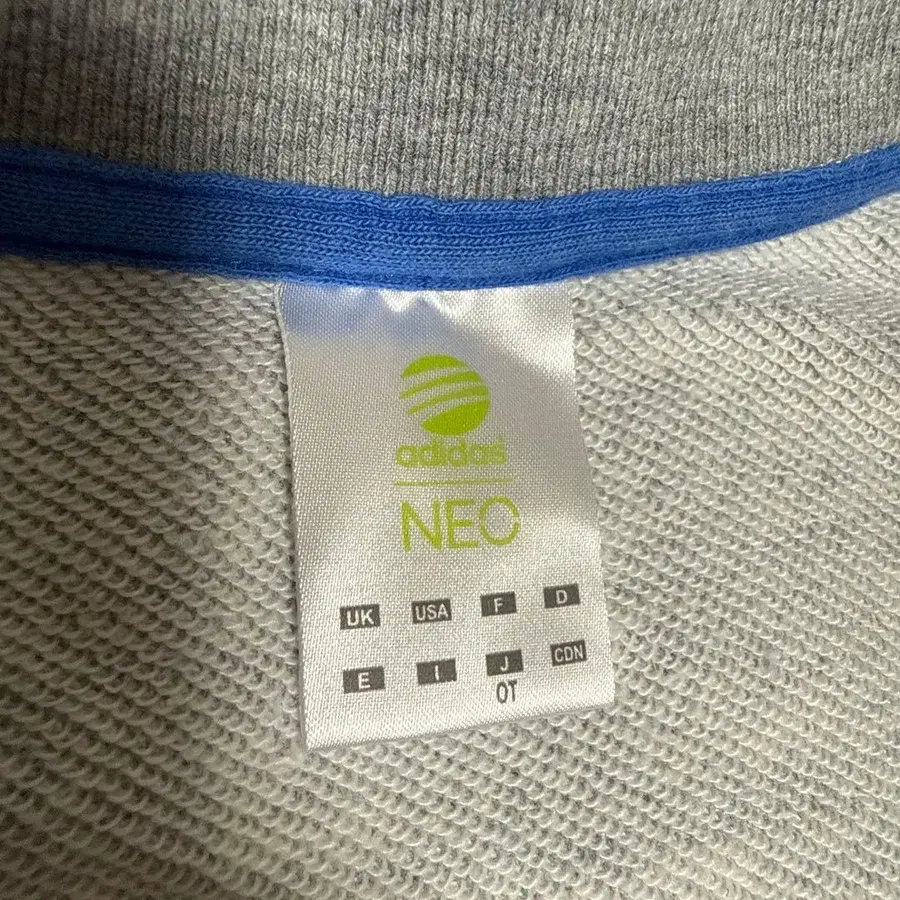 adidas
NEO
UK USA F D
E I J CDN
OT